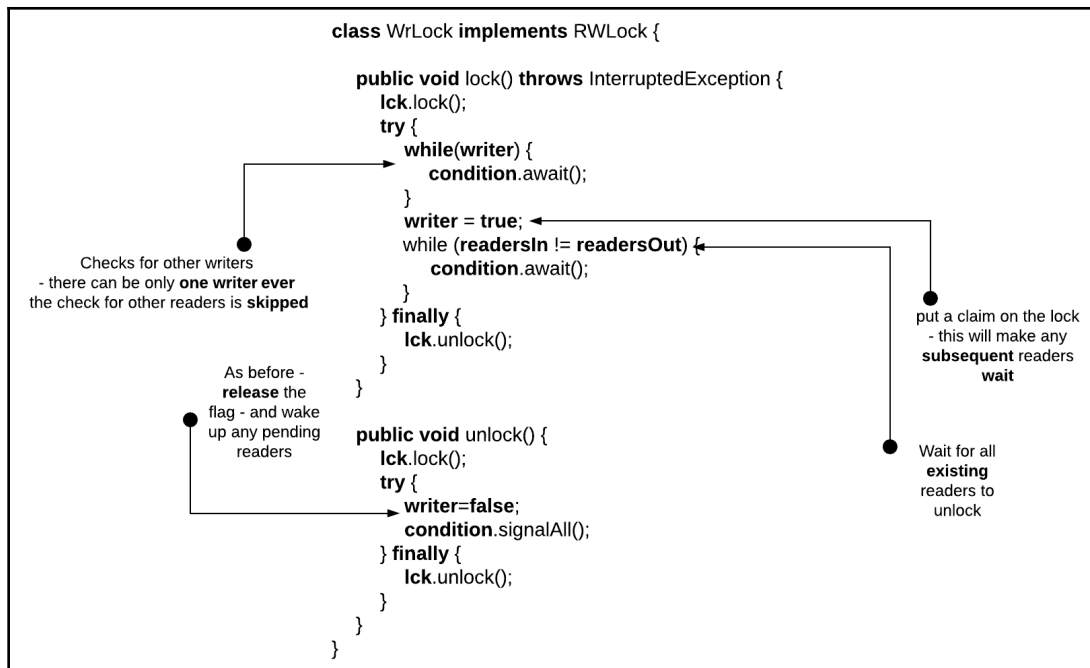 class WrLock implements RWLock {
public void lock() throws InterruptedException {
lck.lock();
try {
while(writer) {
condition.await();
}
writer = true;
while (readersIn != readersOut) {
condition.await();
}
} finally {
lck.unlock();
}
}
public void unlock() {
lck.lock();
try {
writer=false;
condition.signalAll();
} finally {
lck.unlock();
}
}
}
Checks for other writers
- there can be only one writer ever
the check for other readers is skipped
As before -
release the
flag - and wake
up any pending
readers
put a claim on the lock
- this will make any
subsequent readers
wait
Wait for all
existing
readers to
unlock